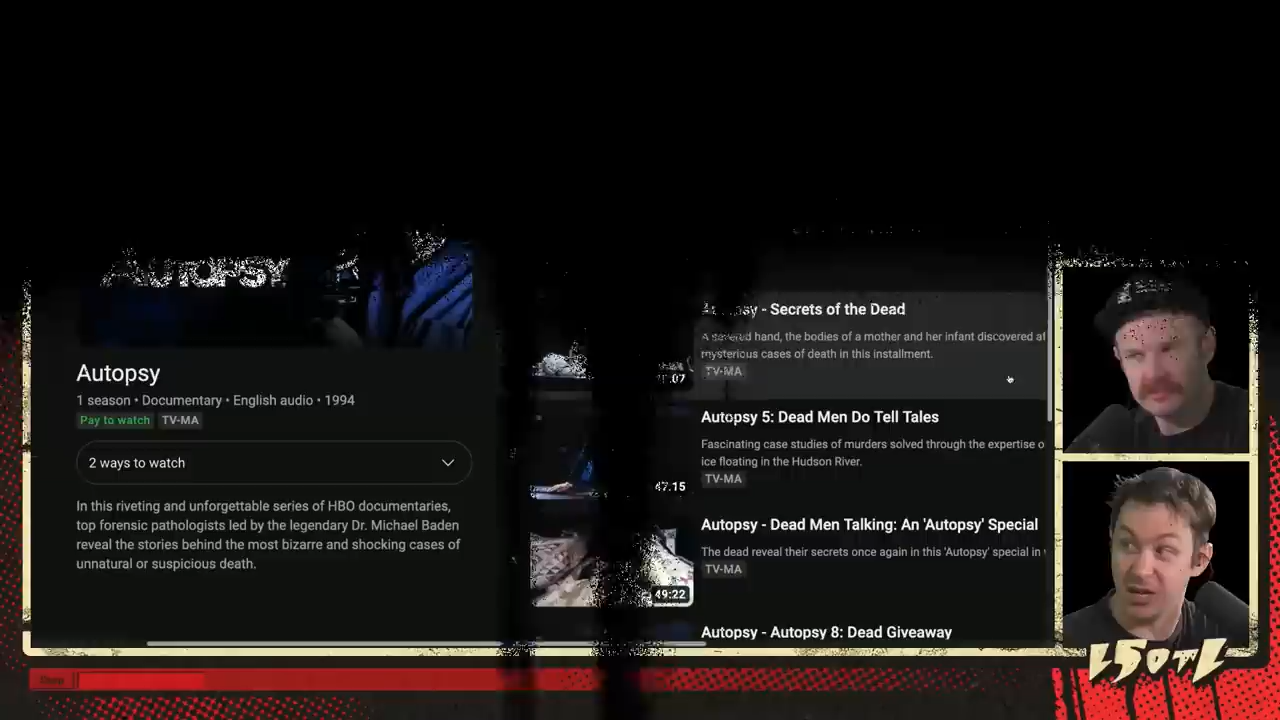 AUTOPSY
Autopsy
1 season • Documentary • English audio • 1994
Pay to watch TV-MA
2 ways to watch
In this riveting and unforgettable series of HBO documentaries,
top forensic pathologists led by the legendary Dr. Michael Baden
reveal the stories behind the most bizarre and shocking cases of
unnatural or suspicious death.
Autopsy - Secrets of the Dead
A severed hand, the bodies of a mother and her infant discovered af
mysterious cases of death in this installment.
TV-MA
Autopsy 5: Dead Men Do Tell Tales
Fascinating case studies of murders solved through the expertise o
ice floating in the Hudson River.
TV-MA
47:15
Autopsy - Dead Men Talking: An 'Autopsy' Special
The dead reveal their secrets once again in this 'Autopsy' special in
TV-MA
49:22
Autopsy - Autopsy 8: Dead Giveaway
L5OTL